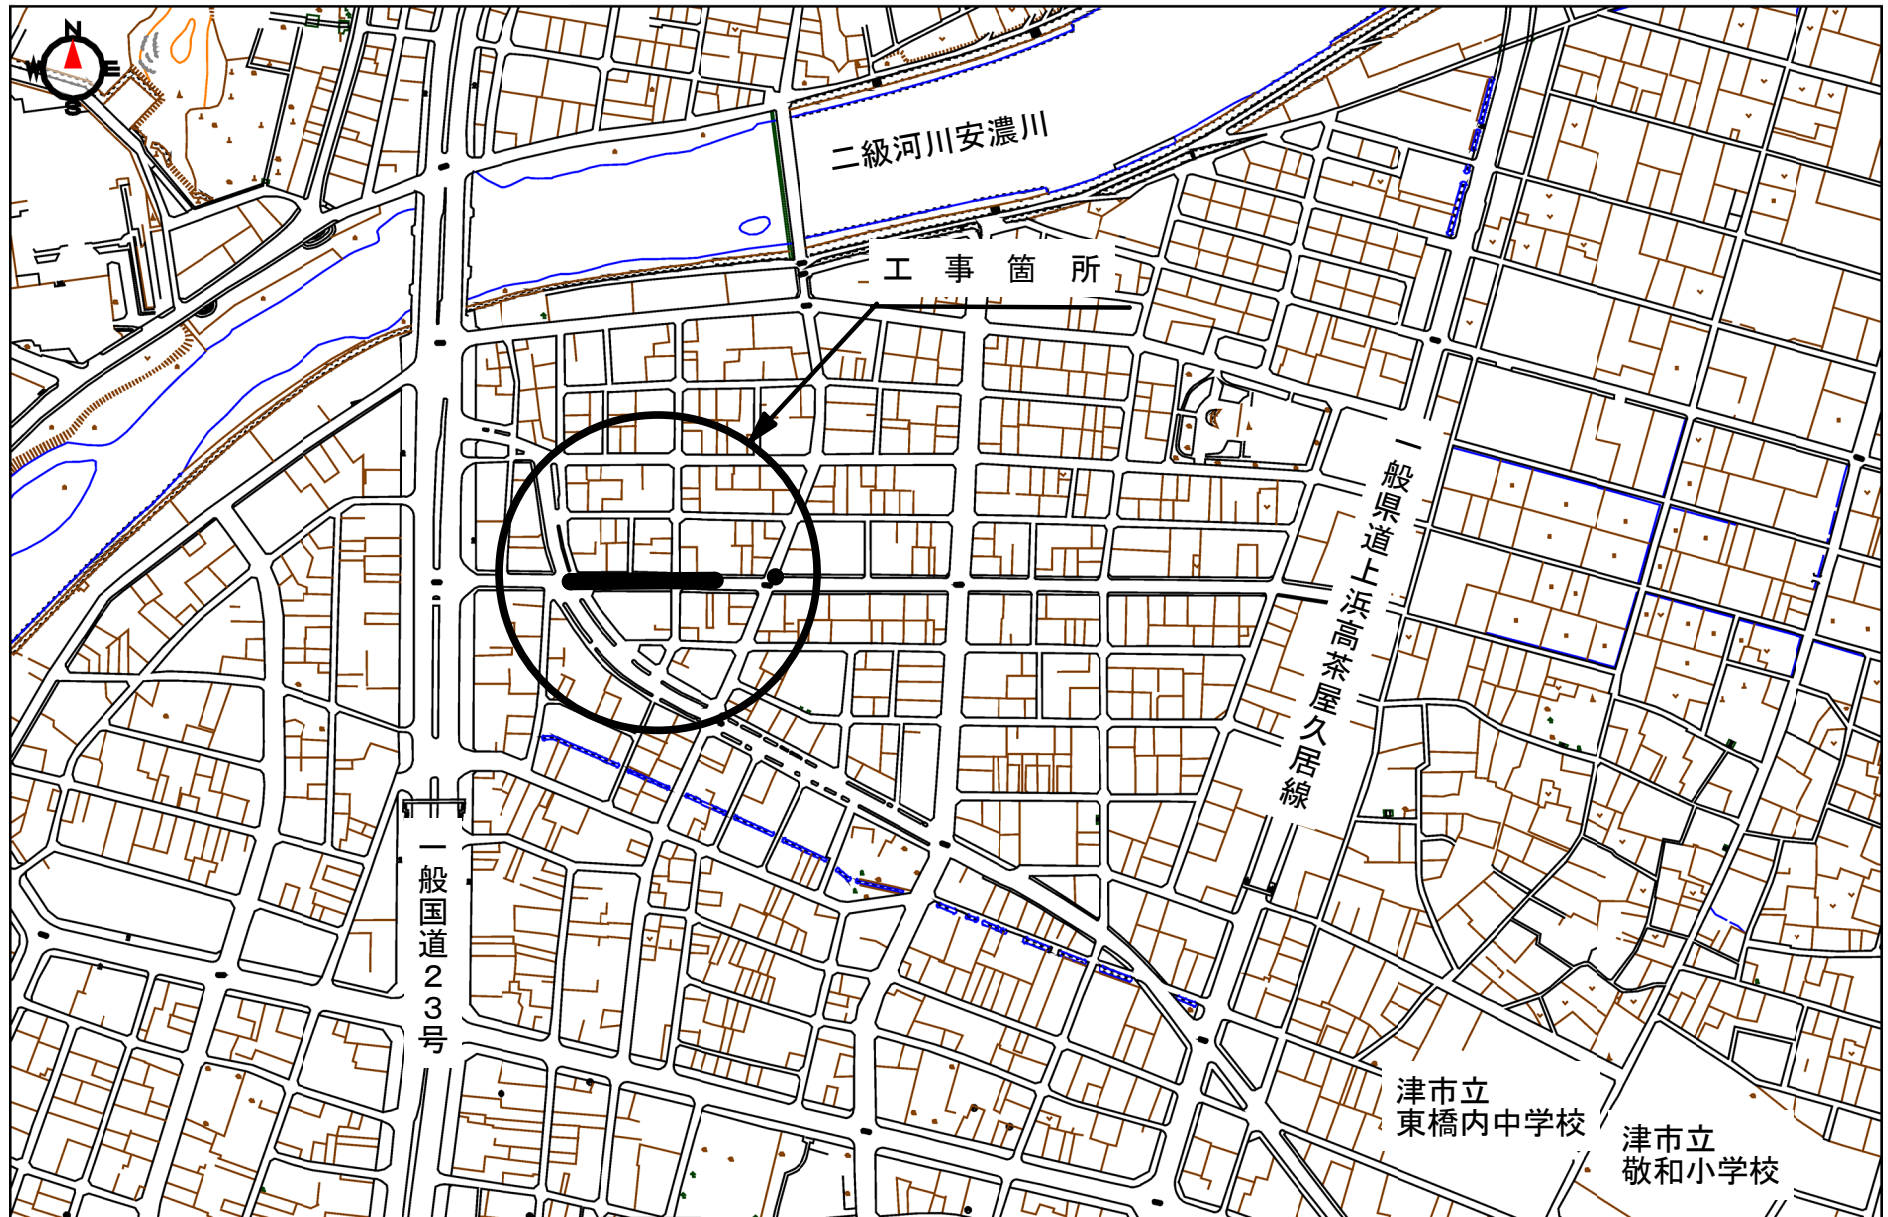 N
W
E
S
二級河川安濃川
工事箇所
一般県道上浜高茶屋久居線
一般国道23号
津市立
東橋内中学校
津市立
敬和小学校